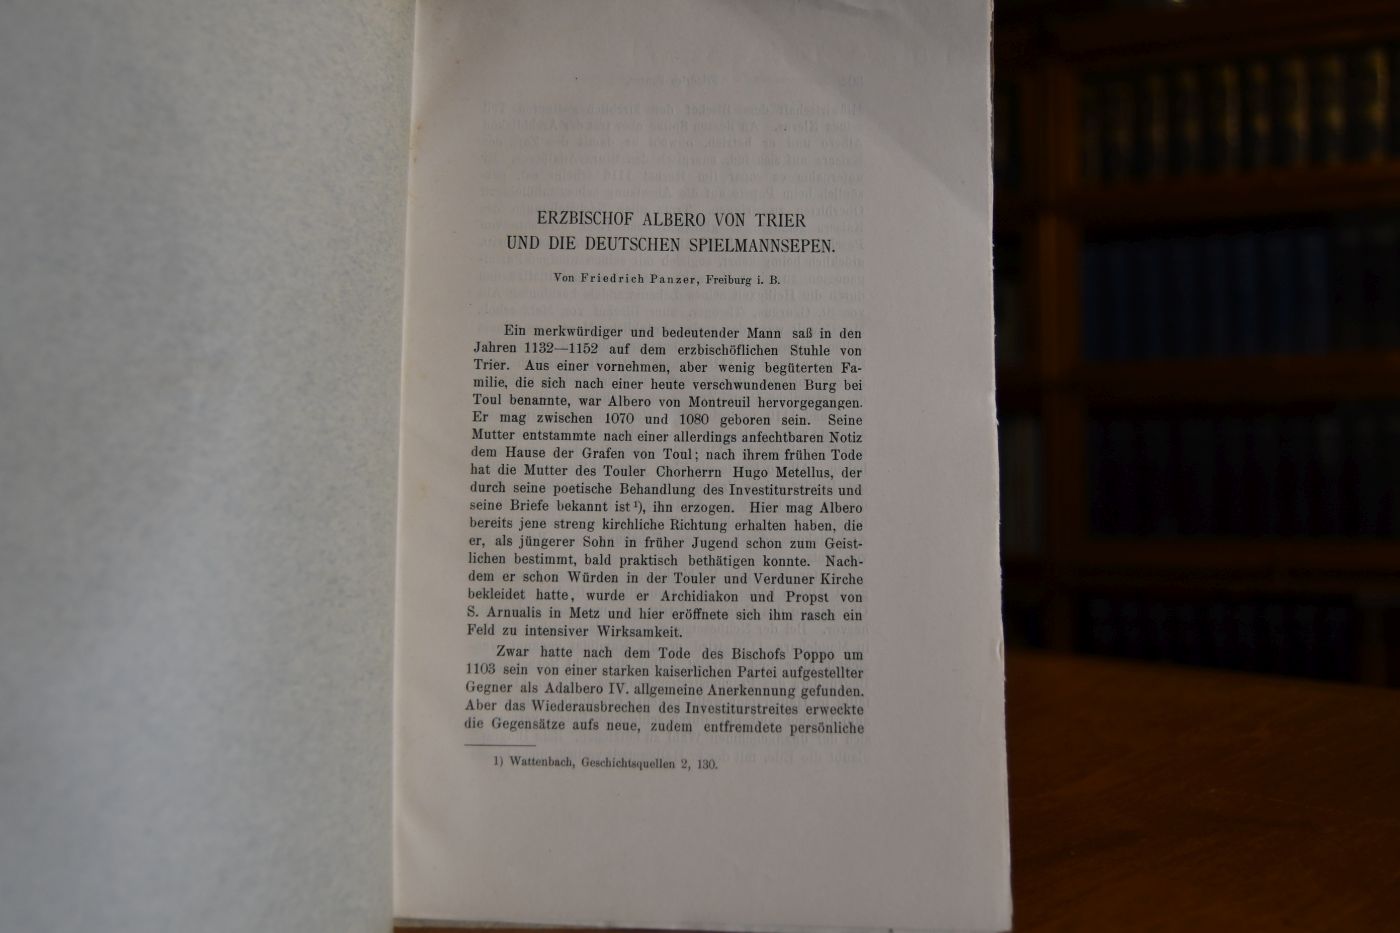 ERZBISCHOF ALBERO VON TRIER
UND DIE DEUTSCHEN SPIELMANNSEPEN.
Von Friedrich Panzer, Freiburg i. B.
Ein merkwürdiger und bedeutender Mann saß in den
Jahren 1132—1152 auf dem erzbischöflichen Stuhle von
Trier. Aus einer vornehmen, aber wenig begüterten Fa-
milie, die sich nach einer heute verschwundenen Burg bei
Toul benannte, war Albero von Montreuil hervorgegangen.
Er mag zwischen 1070 und 1080 geboren sein. Seine
Mutter entstammte nach einer allerdings anfechtbaren Notiz
dem Hause der Grafen von Toul; nach ihrem frühen Tode
hat die Mutter des Touler Chorherrn Hugo Metellus, der
durch seine poetische Behandlung des Investiturstreits und
seine Briefe bekannt ist ¹), ihn erzogen. Hier mag Albero
bereits jene streng kirchliche Richtung erhalten haben, die
er, als jüngerer Sohn in früher Jugend schon zum Geist-
lichen bestimmt, bald praktisch bethätigen konnte. Nach-
dem er schon Würden in der Touler und Verduner Kirche
bekleidet hatte, wurde er Archidiakon und Propst von
S. Arnualis in Metz und hier eröffnete sich ihm rasch ein
Feld zu intensiver Wirksamkeit.
Zwar hatte nach dem Tode des Bischofs Poppo um
1103 sein von einer starken kaiserlichen Partei aufgestellter
Gegner als Adalbero IV. allgemeine Anerkennung gefunden.
Aber das Wiederausbrechen des Investiturstreites erweckte
die Gegensätze aufs neue, zudem entfremdete persönliche
1) Wattenbach, Geschichtsquellen 2, 130.